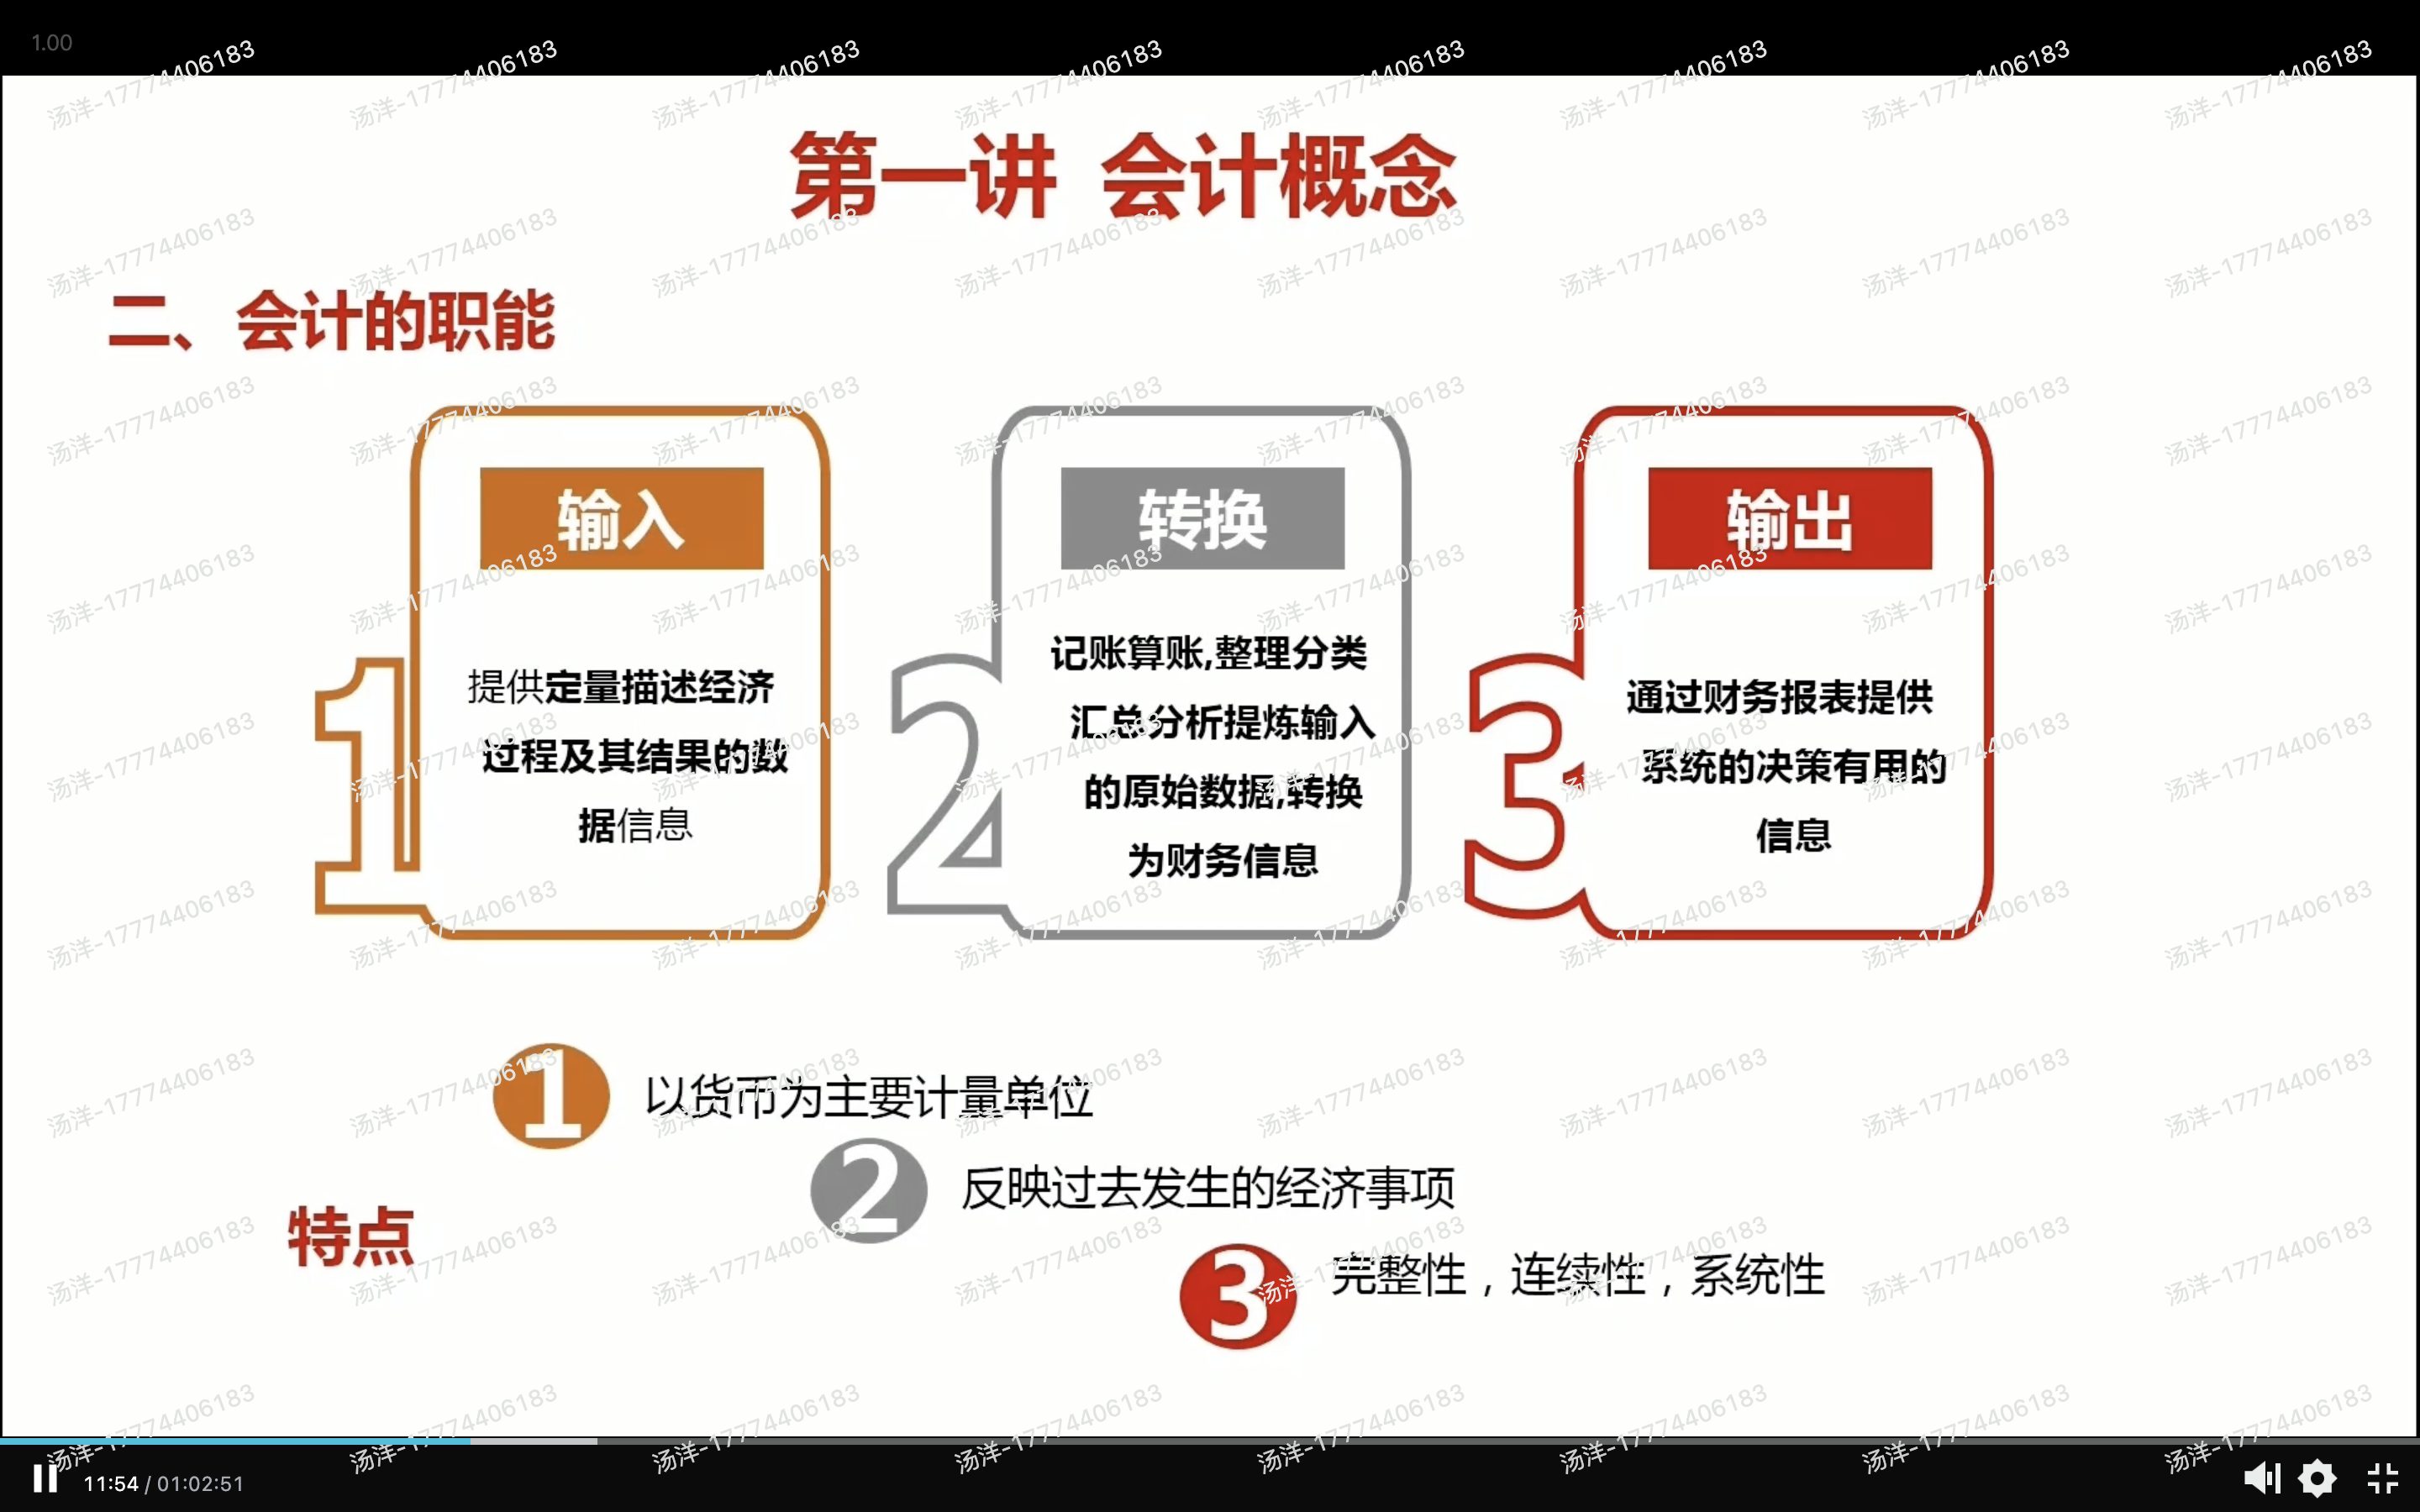 1.00
第一讲 会计概念
二、会计的职能
输入
提供定量描述经济
过程及其结果的数
据信息
1
转换
记账算账,整理分类
汇总分析提炼输入
的原始数据,转换
为财务信息
2
输出
通过财务报表提供
系统的决策有用的
信息
3
特点
1 以货币为主要计量单位
2 反映过去发生的经济事项
3 完整性，连续性，系统性
汤洋-17774406183
11:54 / 01:02:51